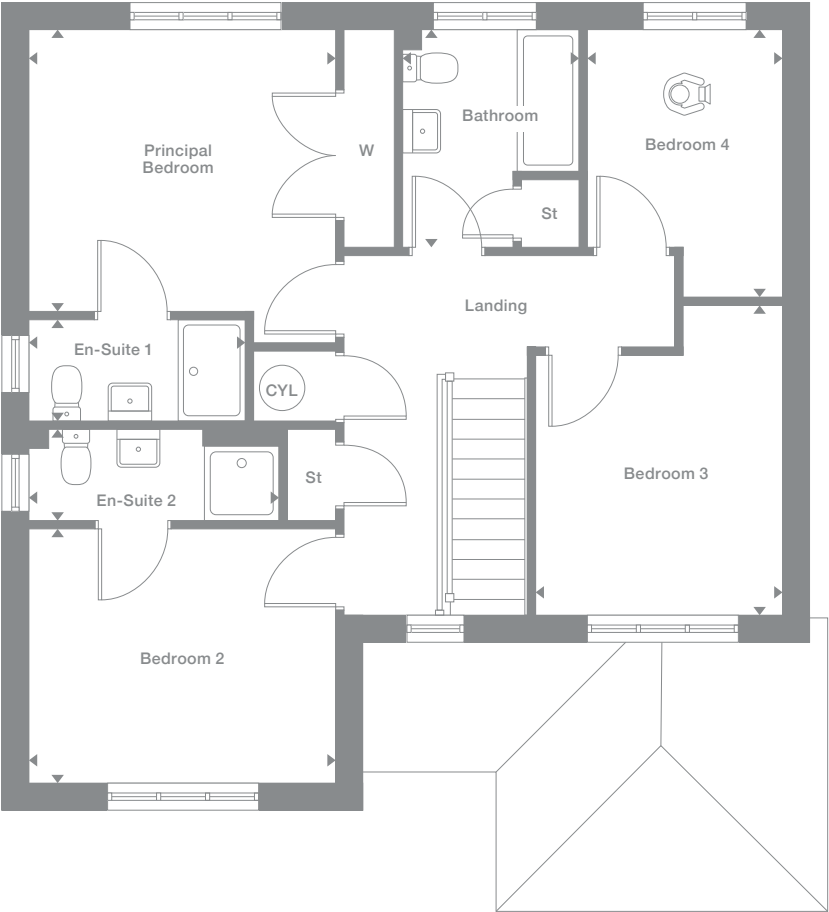 Principal
Bedroom
W
Bathroom
Bedroom 4
St
Landing
En-Suite 1
CYL
En-Suite 2
St
Bedroom 3
Bedroom 2